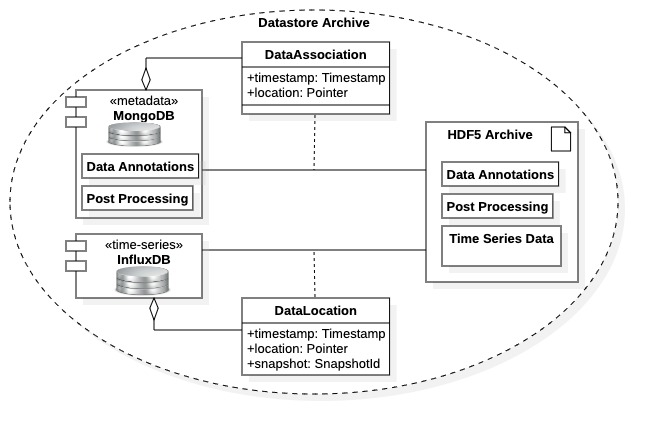 Datastore Archive
DataAssociation
+timestamp: Timestamp
+location: Pointer
«metadata»
MongoDB
Data Annotations
Post Processing
HDF5 Archive
Data Annotations
Post Processing
Time Series Data
«time-series»
InfluxDB
DataLocation
+timestamp: Timestamp
+location: Pointer
+snapshot: SnapshotId